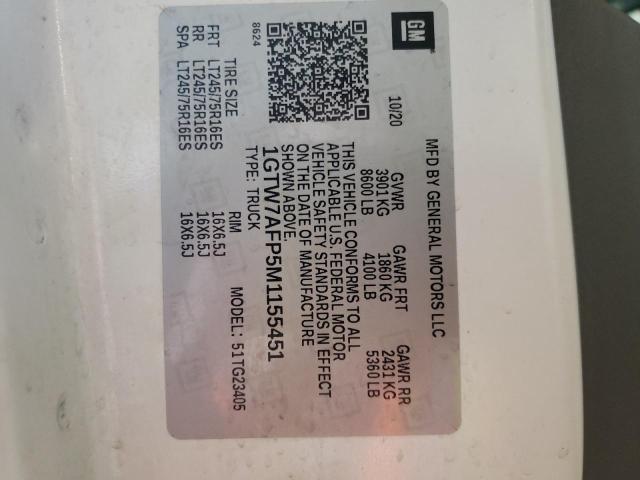 GM
MFD BY GENERAL MOTORS LLC
10/20
GVWR GAWR FRT GAWR RR
3901 KG 1860 KG 2431 KG
8600 LB 4100 LB 5360 LB
THIS VEHICLE CONFORMS TO ALL
APPLICABLE U.S. FEDERAL MOTOR
VEHICLE SAFETY STANDARDS IN EFFECT
ON THE DATE OF MANUFACTURE
SHOWN ABOVE.
1GTW7AFP5M1155451
TYPE: TRUCK
MODEL: 51TG23405
8624
TIRE SIZE RIM
FRT LT245/75R16ES 16X6.5J
RR LT245/75R16ES 16X6.5J
SPA LT245/75R16ES 16X6.5J